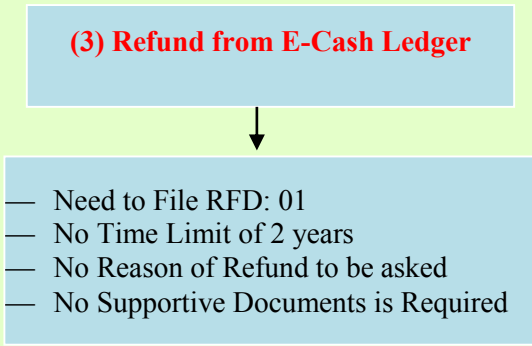 (3) Refund from E-Cash Ledger
— Need to File RFD: 01
— No Time Limit of 2 years
— No Reason of Refund to be asked
— No Supportive Documents is Required